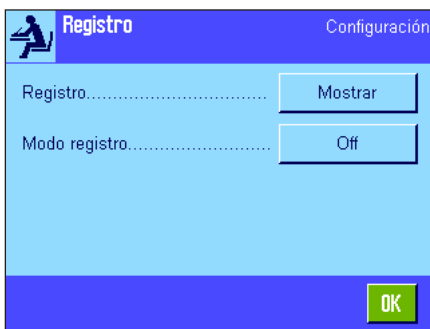 Registro
Configuración
Registro................................ Mostrar
Modo registro.......................... Off
OK